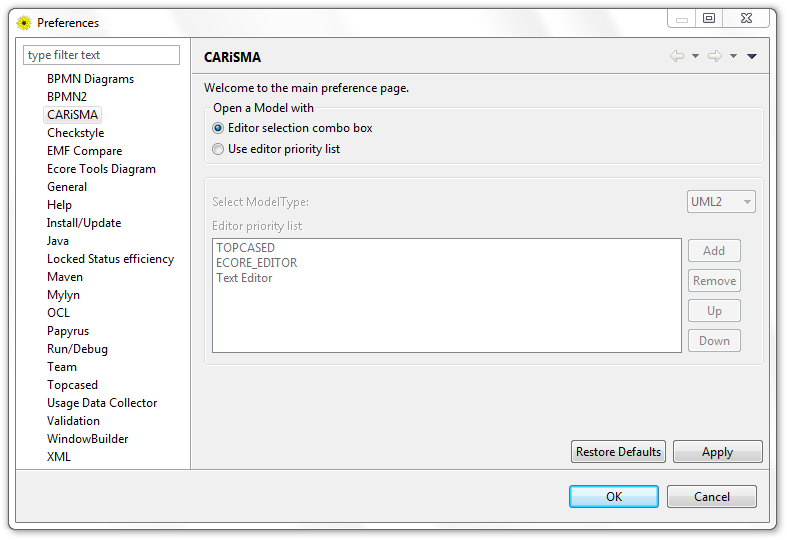 Preferences
type filter text
BPMN Diagrams
BPMN2
CARiSMA
Checkstyle
EMF Compare
Ecore Tools Diagram
General
Help
Install/Update
Java
Locked Status efficiency
Maven
Mylyn
OCL
Papyrus
Run/Debug
Team
Topcased
Usage Data Collector
Validation
WindowBuilder
XML
CARiSMA
Welcome to the main preference page.
Open a Model with
Editor selection combo box
Use editor priority list
Select ModelType:
UML2
Editor priority list
TOPCASED
ECORE_EDITOR
Text Editor
Add
Remove
Up
Down
Restore Defaults
Apply
OK
Cancel